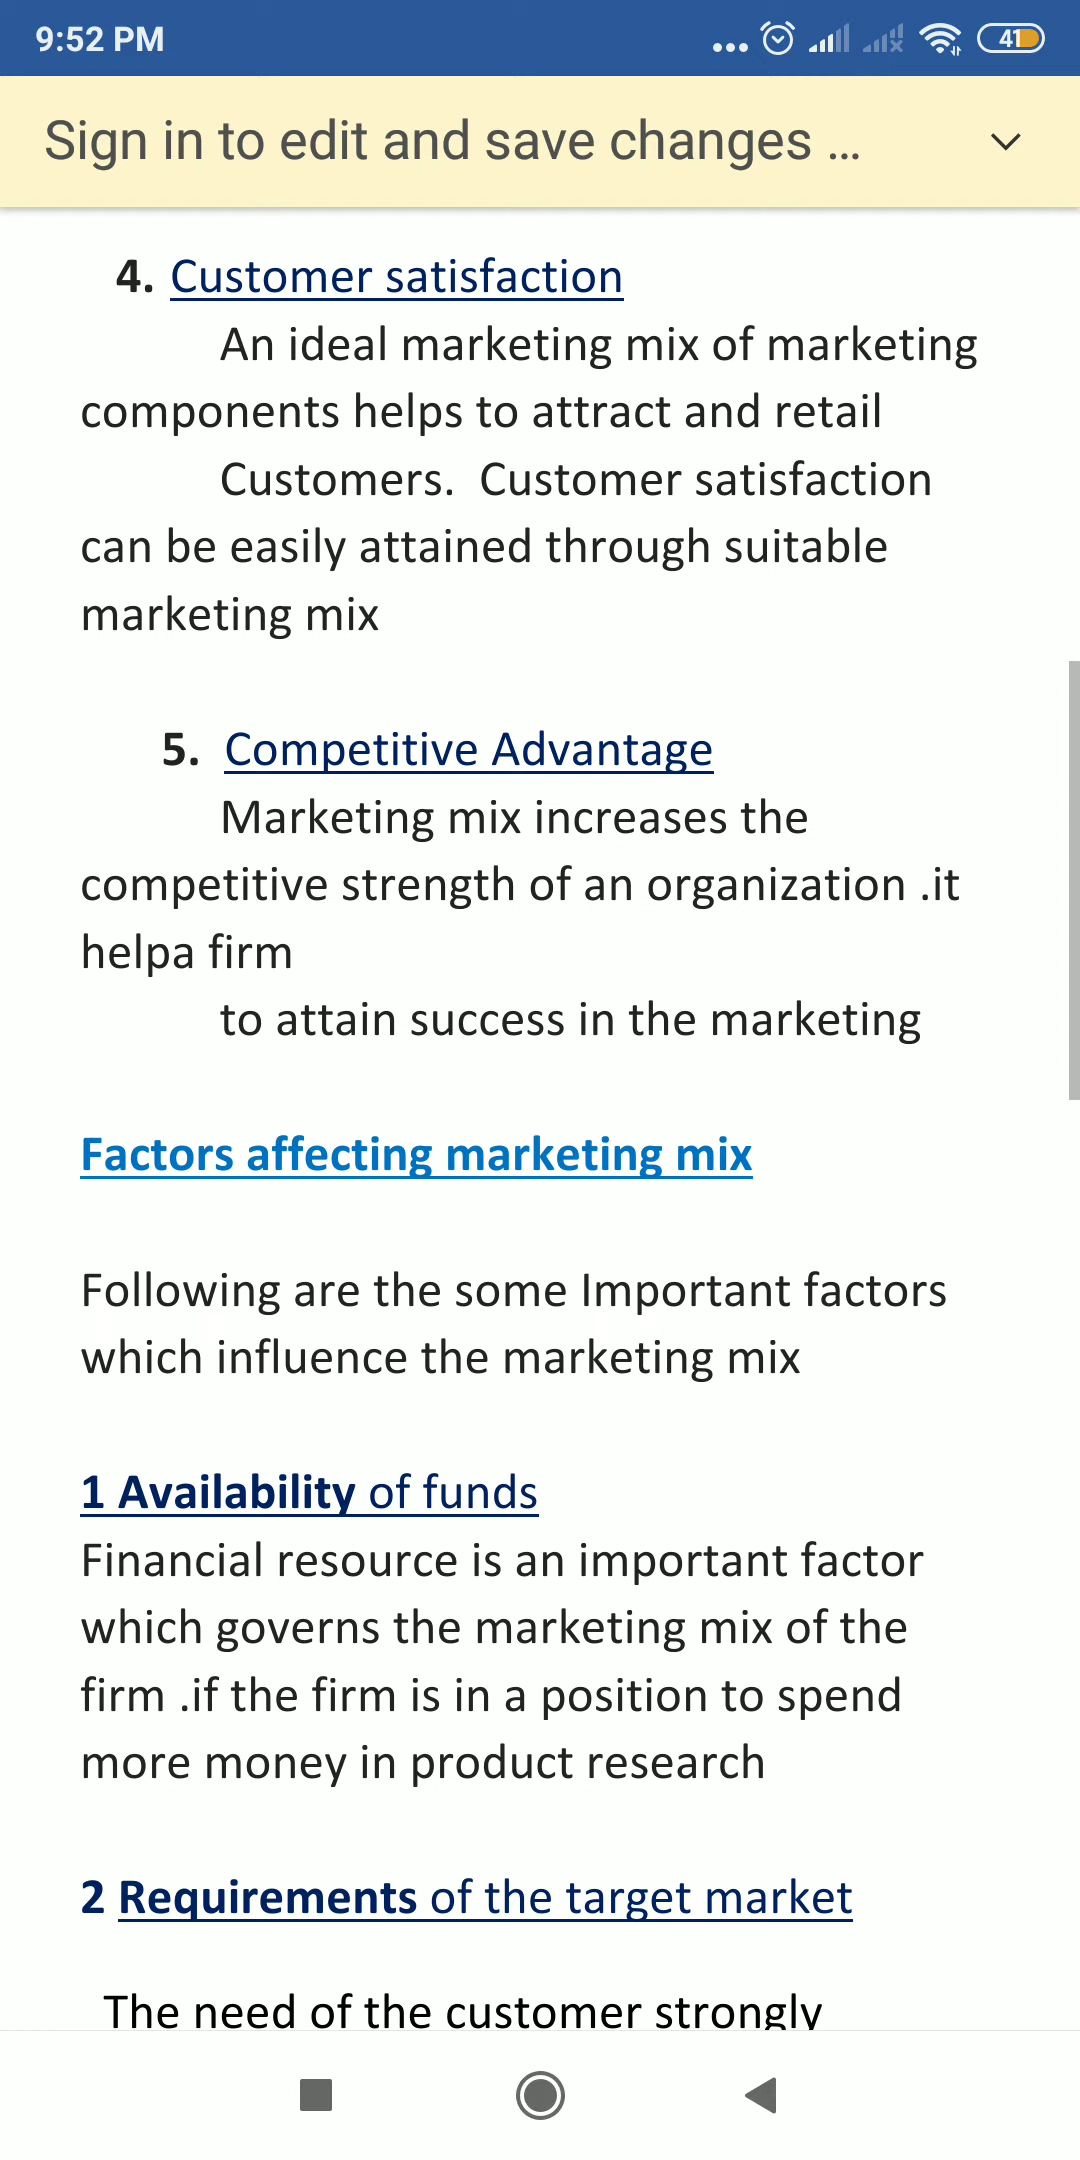 9:52 PM
41
Sign in to edit and save changes ...
4. Customer satisfaction
An ideal marketing mix of marketing
components helps to attract and retail
Customers.  Customer satisfaction
can be easily attained through suitable
marketing mix
5. Competitive Advantage
Marketing mix increases the
competitive strength of an organization .it
helpa firm
to attain success in the marketing
Factors affecting marketing mix
Following are the some Important factors
which influence the marketing mix
1 Availability of funds
Financial resource is an important factor
which governs the marketing mix of the
firm .if the firm is in a position to spend
more money in product research
2 Requirements of the target market
The need of the customer strongly